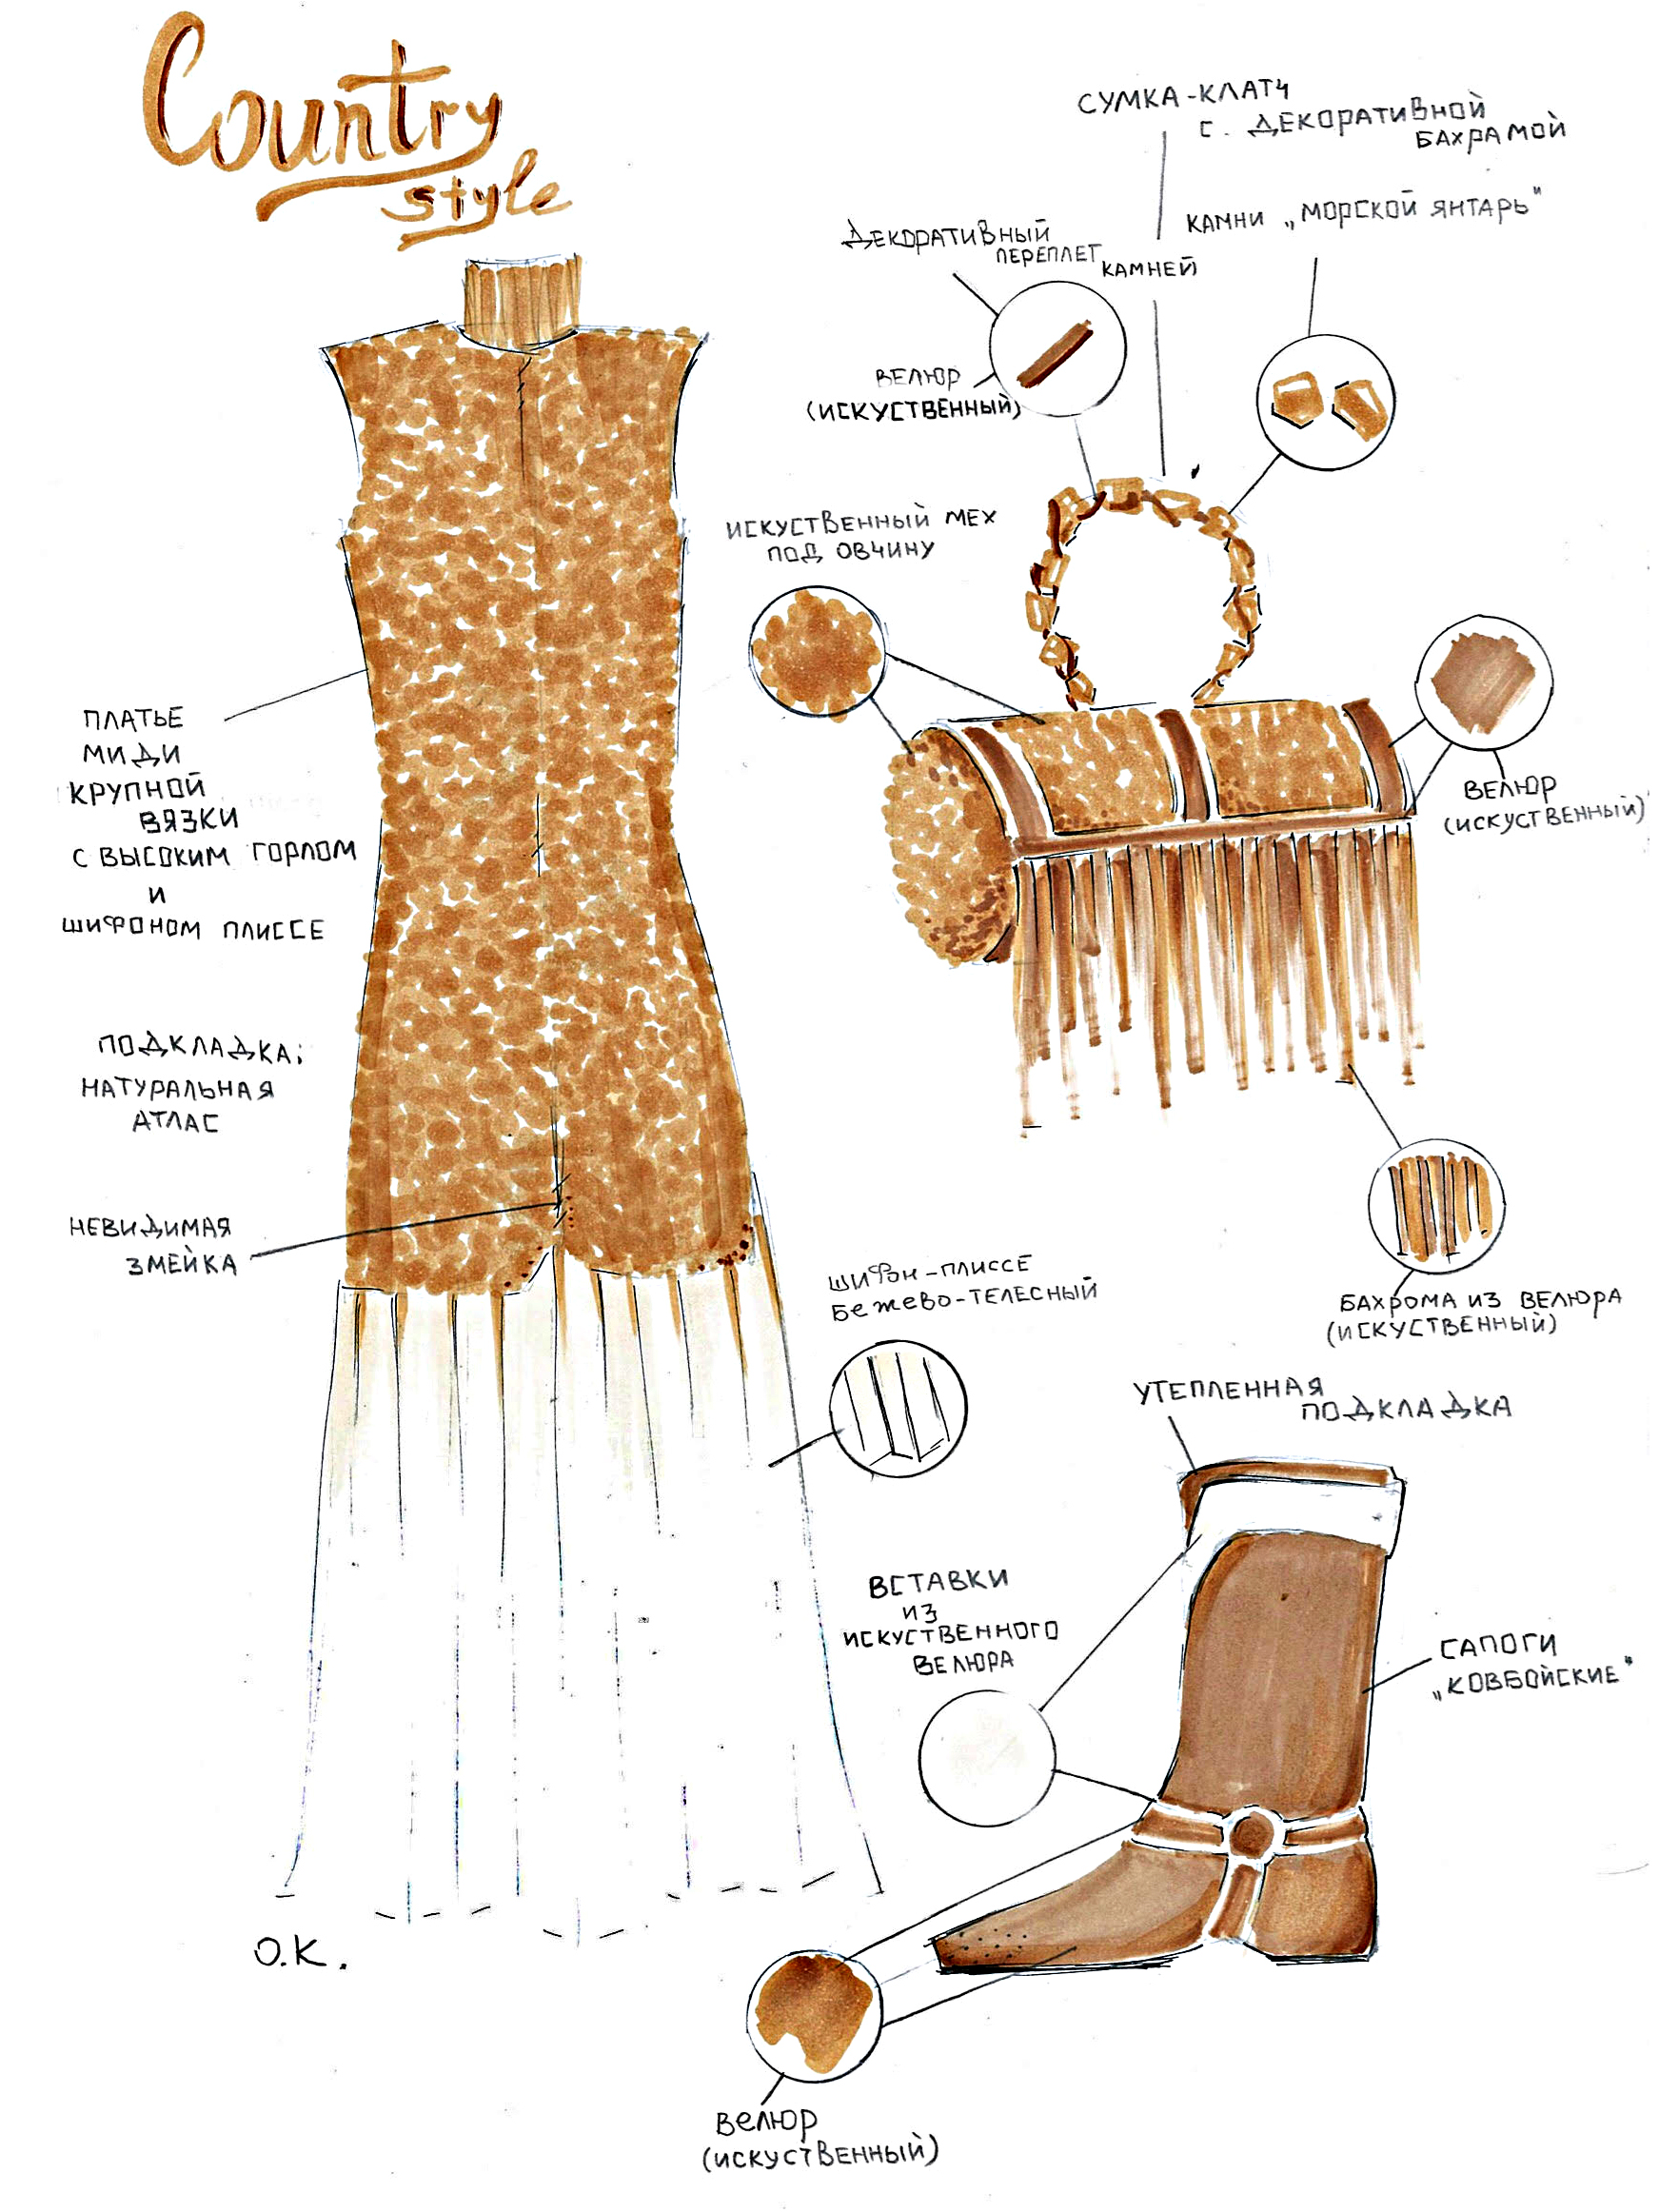 Country
style
СУМКА-КЛАТЧ
С. ДЕКОРАТИВНОЙ
БАХРАМОЙ
КАМНИ „МОРСКОЙ ЯНТАРЬ"
ДЕКОРАТИВНЫЙ
ПЕРЕПЛЕТ
КАМНЕЙ
ВЕЛЮР
(ИСКУСТВЕННЫЙ)
ИСКУСТВЕННЫЙ МЕХ
ПОД ОВЧИНУ
ВЕЛЮР
(ИСКУСТВЕННЫЙ)
ПЛАТЬЕ
МИДИ
КРУПНОЙ
ВЯЗКИ
С ВЫСОКИМ ГОРЛОМ
И
ШИФОНОМ ПЛИССЕ
ПОДКЛАДКА:
НАТУРАЛЬНАЯ
АТЛАС
НЕВИДИМАЯ
ЗМЕЙКА
ШИФОН-ПЛИССЕ
БЕЖЕВО-ТЕЛЕСНЫЙ
БАХРОМА ИЗ ВЕЛЮРА
(ИСКУСТВЕННЫЙ)
УТЕПЛЕННАЯ
ПОДКЛАДКА
ВСТАВКИ
ИЗ
ИСКУСТВЕННОГО
ВЕЛЮРА
САПОГИ
„КОВБОЙСКИЕ"
О.К.
ВЕЛЮР
(ИСКУСТВЕННЫЙ)